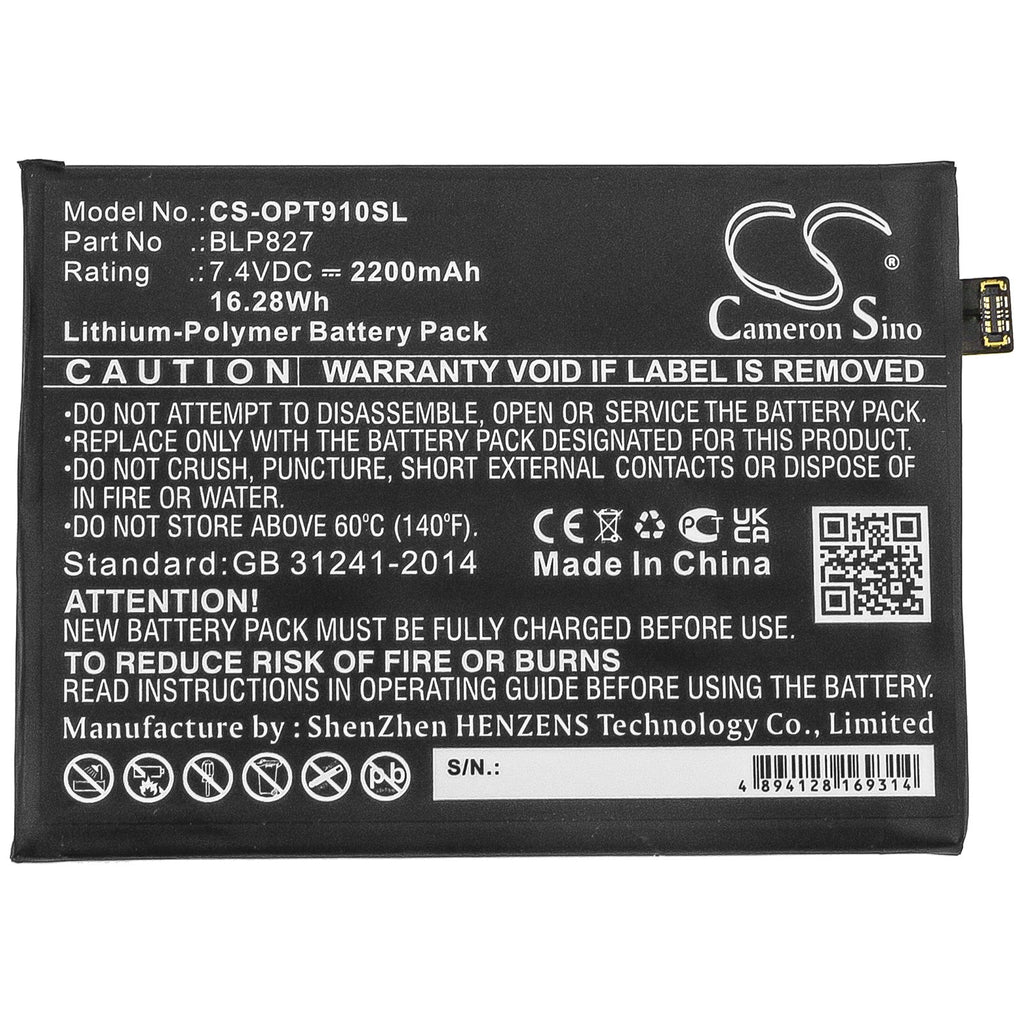 Model No.: CS-OPT910SL
Part No .: BLP827
Rating .: 7.4VDC ⎓ 2200mAh
16.28Wh
Lithium-Polymer Battery Pack
CS ®
Cameron Sino
CAUTION | WARRANTY VOID IF LABEL IS REMOVED
•DO NOT ATTEMPT TO DISASSEMBLE, OPEN OR SERVICE THE BATTERY PACK.
•REPLACE ONLY WITH THE BATTERY PACK DESIGNATED FOR THIS PRODUCT.
•DO NOT CRUSH, PUNCTURE, SHORT EXTERNAL CONTACTS OR DISPOSE OF
IN FIRE OR WATER.
•DO NOT STORE ABOVE 60°C (140°F).
CE PCT UK CA
Standard:GB 31241-2014
Made In China
ATTENTION!
NEW BATTERY PACK MUST BE FULLY CHARGED BEFORE USE.
TO REDUCE RISK OF FIRE OR BURNS
READ INSTRUCTIONS IN OPERATING GUIDE BEFORE USING THE BATTERY.
Manufacture by : ShenZhen HENZENS Technology Co., Limited
pb
S/N.:
4 894128 169314